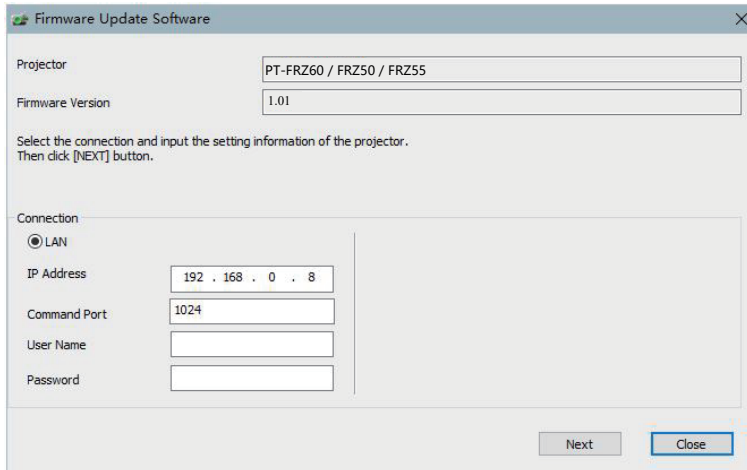 Firmware Update Software
Projector PT-FRZ60 / FRZ50 / FRZ55
Firmware Version 1.01
Select the connection and input the setting information of the projector.
Then click [NEXT] button.
Connection
LAN
IP Address 192 . 168 . 0 . 8
Command Port 1024
User Name
Password
Next Close